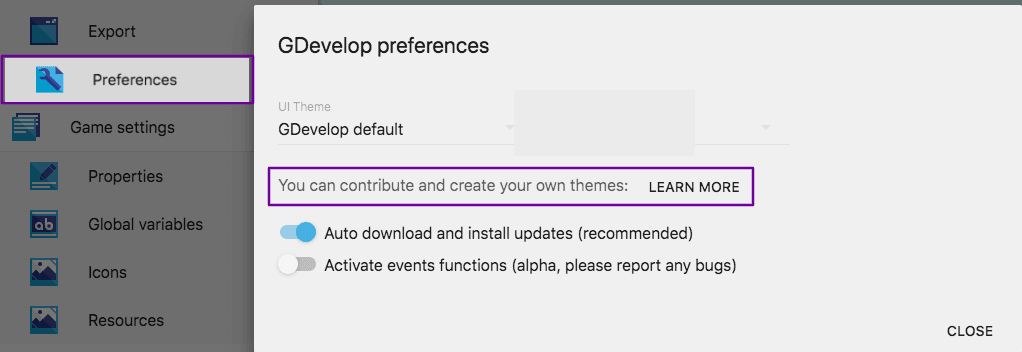 Export
Preferences
Game settings
Properties
ab
Global variables
Icons
Resources
GDevelop preferences
UI Theme
GDevelop default
You can contribute and create your own themes: LEARN MORE
Auto download and install updates (recommended)
Activate events functions (alpha, please report any bugs)
CLOSE